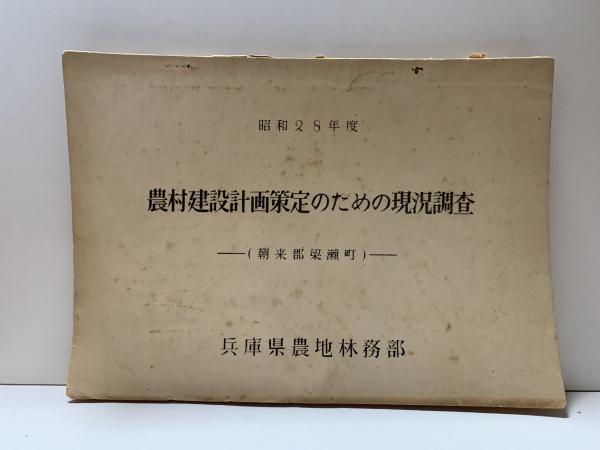 昭和28年度
農村建設計画策定のための現況調査
——(朝来郡梁瀬町)——
兵庫県農地林務部